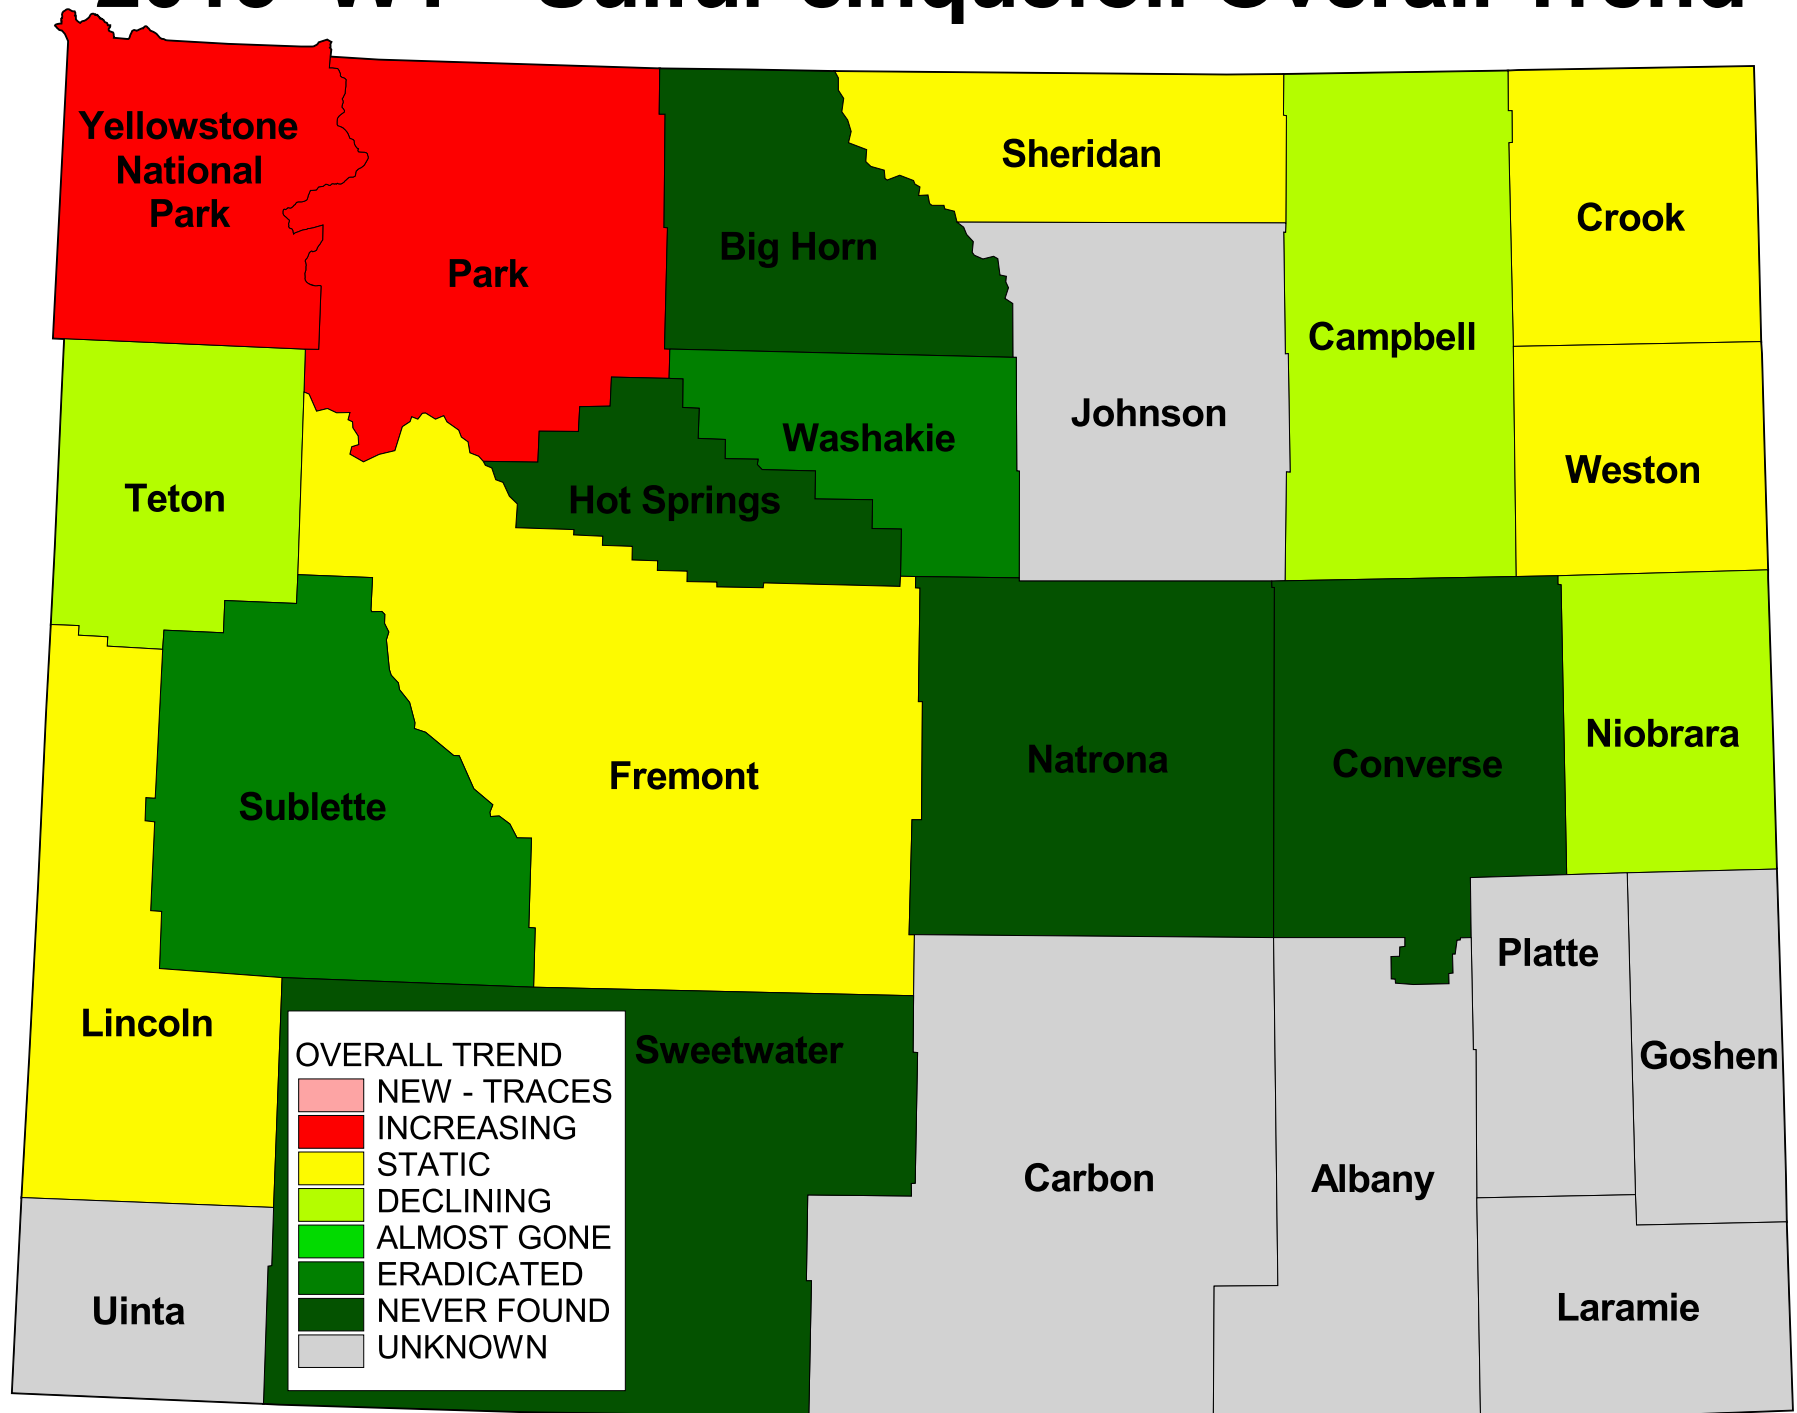 Yellowstone
National
Park
Park
Big Horn
Sheridan
Campbell
Crook
Johnson
Washakie
Hot Springs
Weston
Teton
Sublette
Fremont
Natrona
Converse
Niobrara
Lincoln
Sweetwater
Platte
Goshen
Carbon
Albany
Uinta
Laramie
OVERALL TREND
NEW - TRACES
INCREASING
STATIC
DECLINING
ALMOST GONE
ERADICATED
NEVER FOUND
UNKNOWN